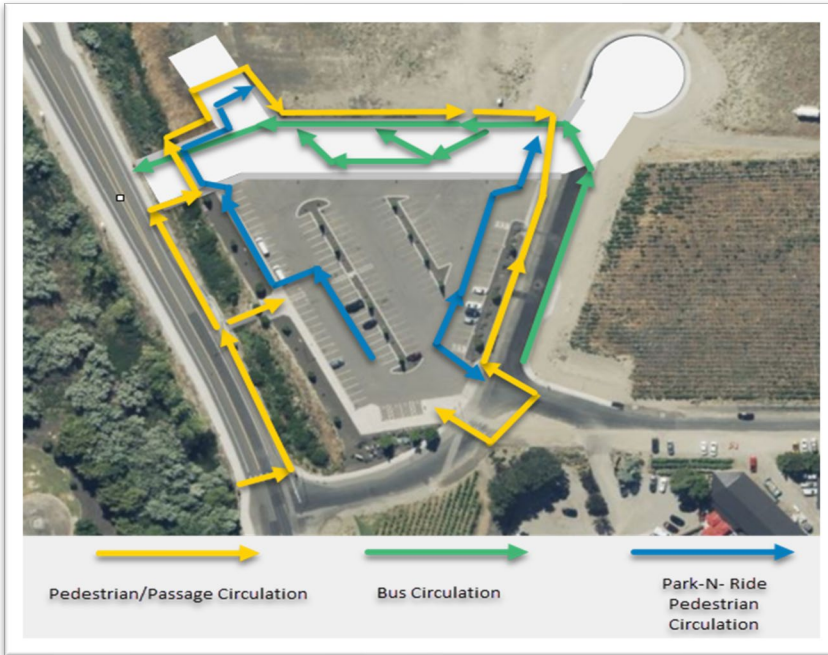 Pedestrian/Passage Circulation
Bus Circulation
Park-N- Ride
Pedestrian
Circulation